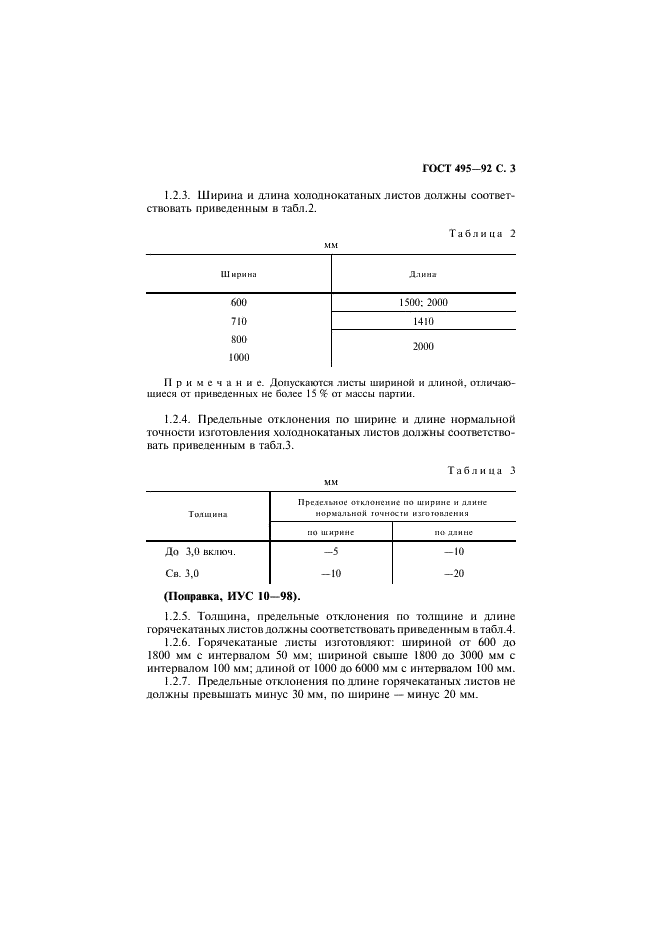 ГОСТ 495—92 С. 3
1.2.3. Ширина и длина холоднокатаных листов должны соответ-
ствовать приведенным в табл.2.
Таблица 2
мм
Ширина Длина
600 1500; 2000
710 1410
800
2000
1000
Примечание. Допускаются листы шириной и длиной, отличаю-
щиеся от приведенных не более 15 % от массы партии.
1.2.4. Предельные отклонения по ширине и длине нормальной
точности изготовления холоднокатаных листов должны соответство-
вать приведенным в табл.3.
Таблица 3
мм
Предельное отклонение по ширине и длине
нормальной точности изготовления
Толщина
по ширине по длине
До 3,0 включ. —5 —10
Св. 3,0 —10 —20
(Поправка, ИУС 10—98).
1.2.5. Толщина, предельные отклонения по толщине и длине
горячекатаных листов должны соответствовать приведенным в табл.4.
1.2.6. Горячекатаные листы изготовляют: шириной от 600 до
1800 мм с интервалом 50 мм; шириной свыше 1800 до 3000 мм с
интервалом 100 мм; длиной от 1000 до 6000 мм с интервалом 100 мм.
1.2.7. Предельные отклонения по длине горячекатаных листов не
должны превышать минус 30 мм, по ширине — минус 20 мм.